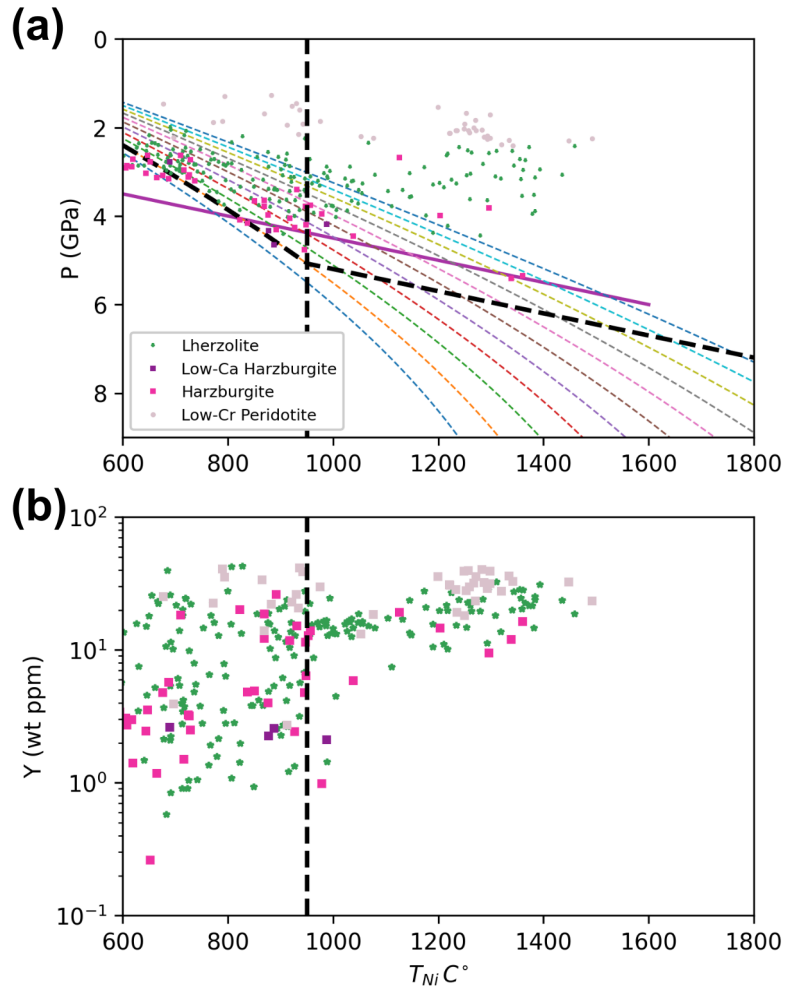 (a)
0
2
4
6
8
P (GPa)
Lherzolite
Low-Ca Harzburgite
Harzburgite
Low-Cr Peridotite
600 800 1000 1200 1400 1600 1800
(b)
10²
10¹
10⁰
10⁻¹
Y (wt ppm)
600 800 1000 1200 1400 1600 1800
T_Ni C°